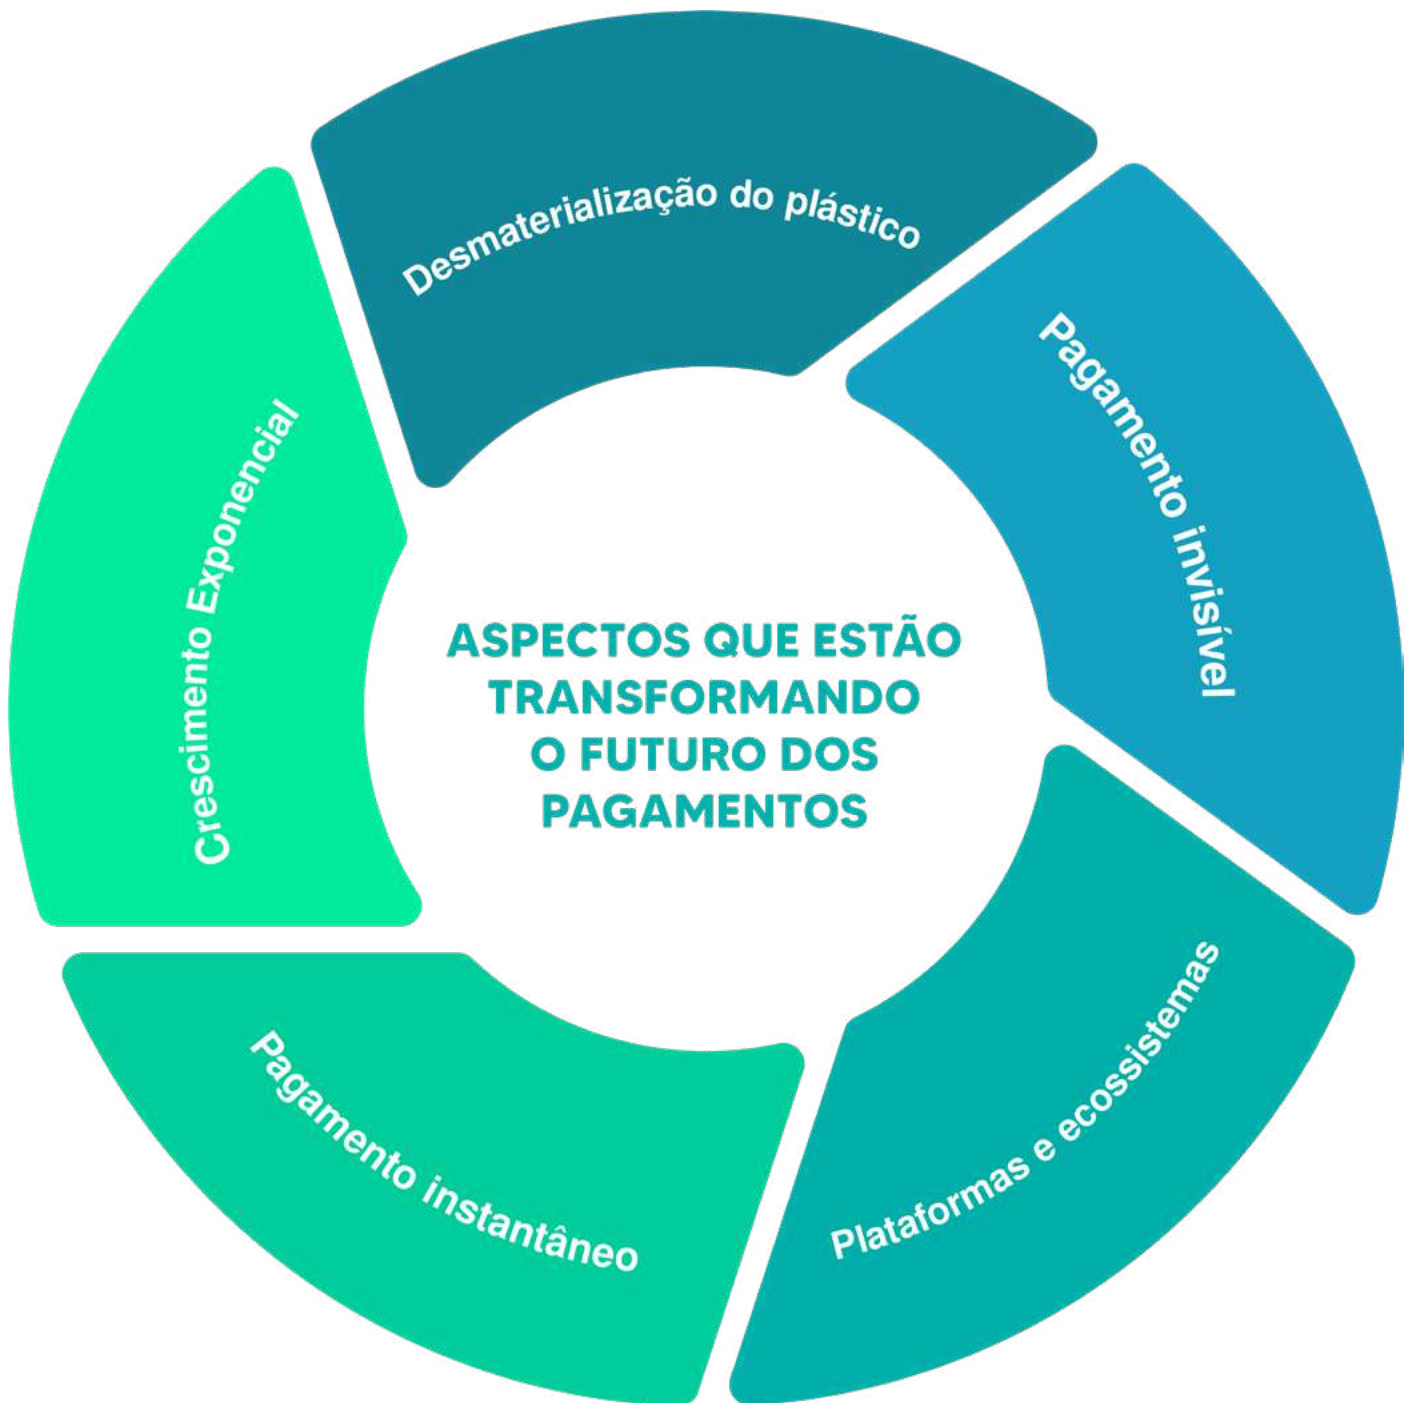 Desmaterialização do plástico
Pagamento invisível
Plataformas e ecossistemas
Pagamento instantâneo
Crescimento Exponencial
ASPECTOS QUE ESTÃO
TRANSFORMANDO
O FUTURO DOS
PAGAMENTOS